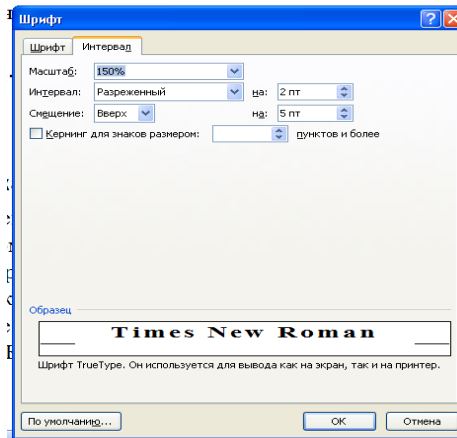 Шрифт
Шрифт Интервал
Масштаб: 150%
Интервал: Разреженный на: 2 пт
Смещение: Вверх на: 5 пт
Кернинг для знаков размером: пунктов и более
Образец
Times New Roman
Шрифт TrueType. Он используется для вывода как на экран, так и на принтер.
По умолчанию... ОК Отмена